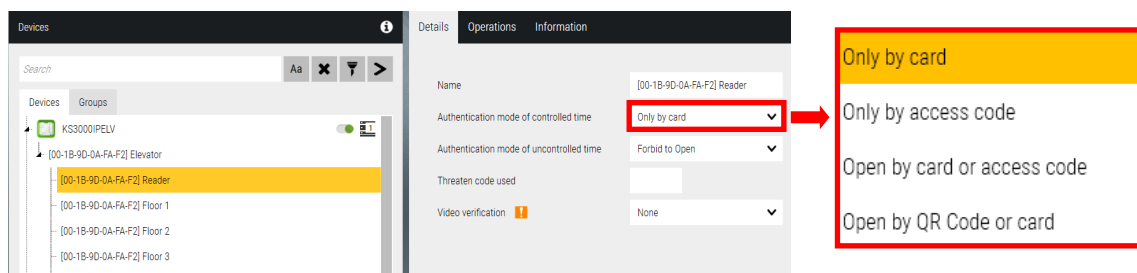 Devices
Search
Aa
Devices Groups
KS3000IPELV
1
[00-1B-9D-0A-FA-F2] Elevator
[00-1B-9D-0A-FA-F2] Reader
[00-1B-9D-0A-FA-F2] Floor 1
[00-1B-9D-0A-FA-F2] Floor 2
[00-1B-9D-0A-FA-F2] Floor 3
Details Operations Information
Name [00-1B-9D-0A-FA-F2] Reader
Authentication mode of controlled time Only by card
Authentication mode of uncontrolled time Forbid to Open
Threaten code used
Video verification ! None
Only by card
Only by access code
Open by card or access code
Open by QR Code or card